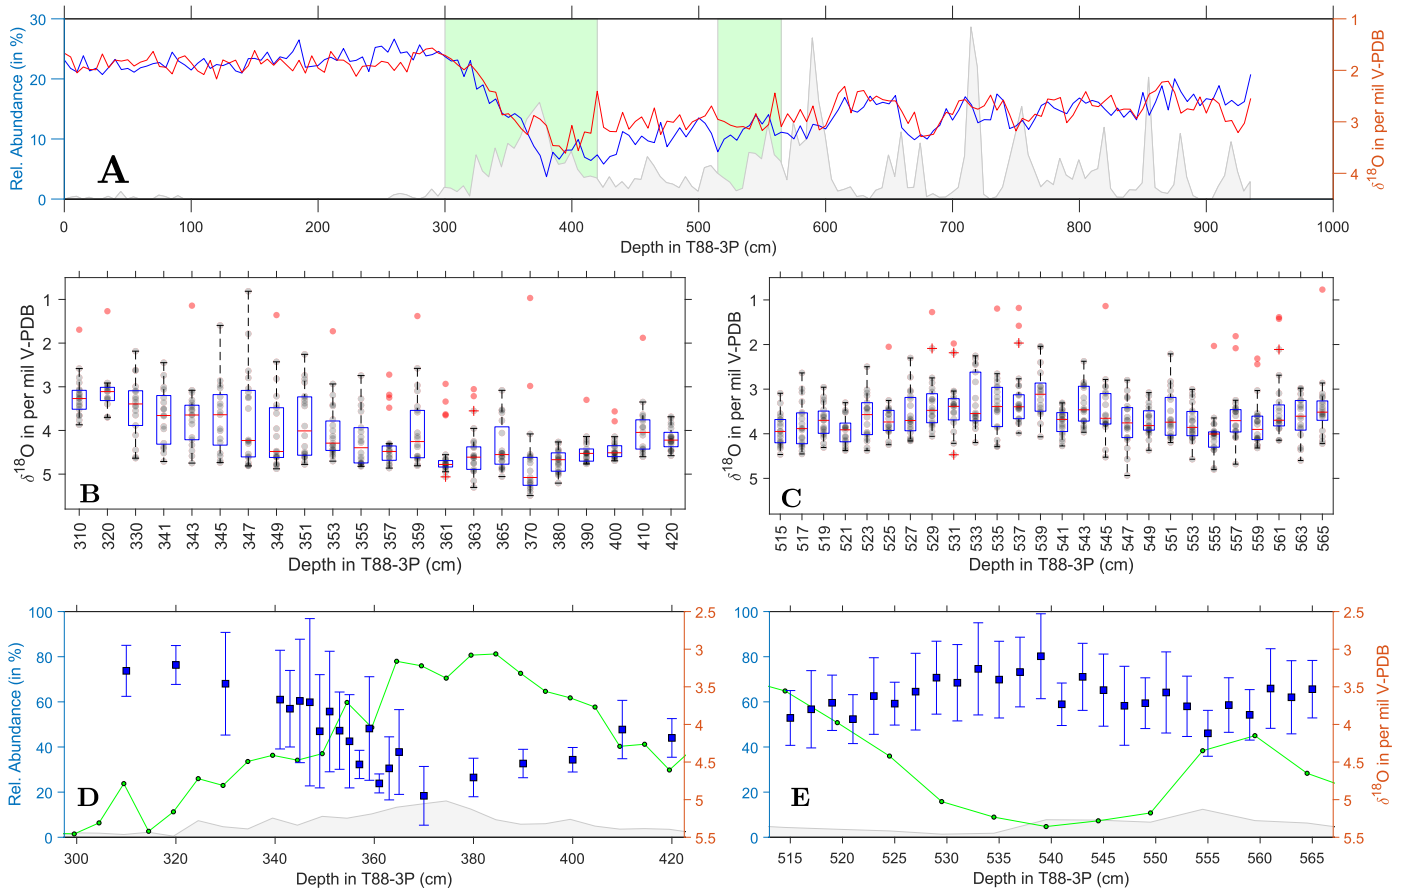 Rel. Abundance (in %)
30
20
10
0
A
1
2
3
4
δ18O in per mil V-PDB
0 100 200 300 400 500 600 700 800 900 1000
Depth in T88-3P (cm)
δ18O in per mil V-PDB
1
2
3
4
5
B
310 320 330 341 343 345 347 349 351 353 355 357 359 361 363 365 370 380 390 400 410 420
Depth in T88-3P (cm)
δ18O in per mil V-PDB
1
2
3
4
5
C
515 517 519 521 523 525 527 529 531 533 535 537 539 541 543 545 547 549 551 553 555 557 559 561 563 565
Depth in T88-3P (cm)
Rel. Abundance (in %)
100
80
60
40
20
0
D
2.5
3
3.5
4
4.5
5
5.5
300 320 340 360 380 400 420
Depth in T88-3P (cm)
100
80
60
40
20
0
E
2.5
3
3.5
4
4.5
5
5.5
δ18O in per mil V-PDB
515 520 525 530 535 540 545 550 555 560 565
Depth in T88-3P (cm)